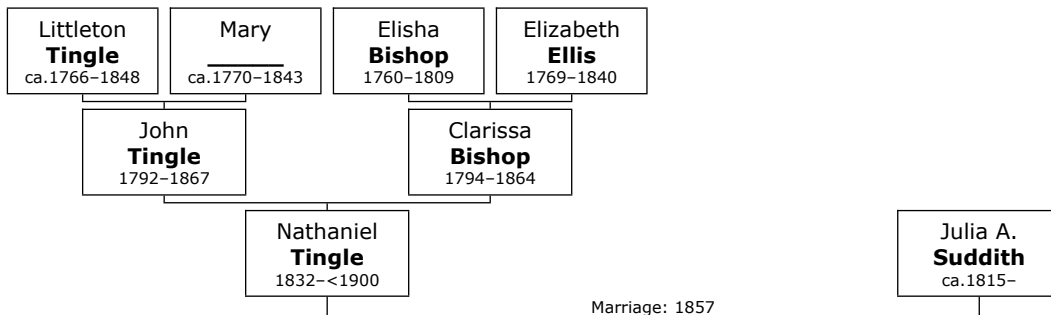 Littleton
Tingle
ca.1766–1848
Mary
ca.1770–1843
Elisha
Bishop
1760–1809
Elizabeth
Ellis
1769–1840
John
Tingle
1792–1867
Clarissa
Bishop
1794–1864
Nathaniel
Tingle
1832–<1900
Julia A.
Suddith
ca.1815–
Marriage: 1857